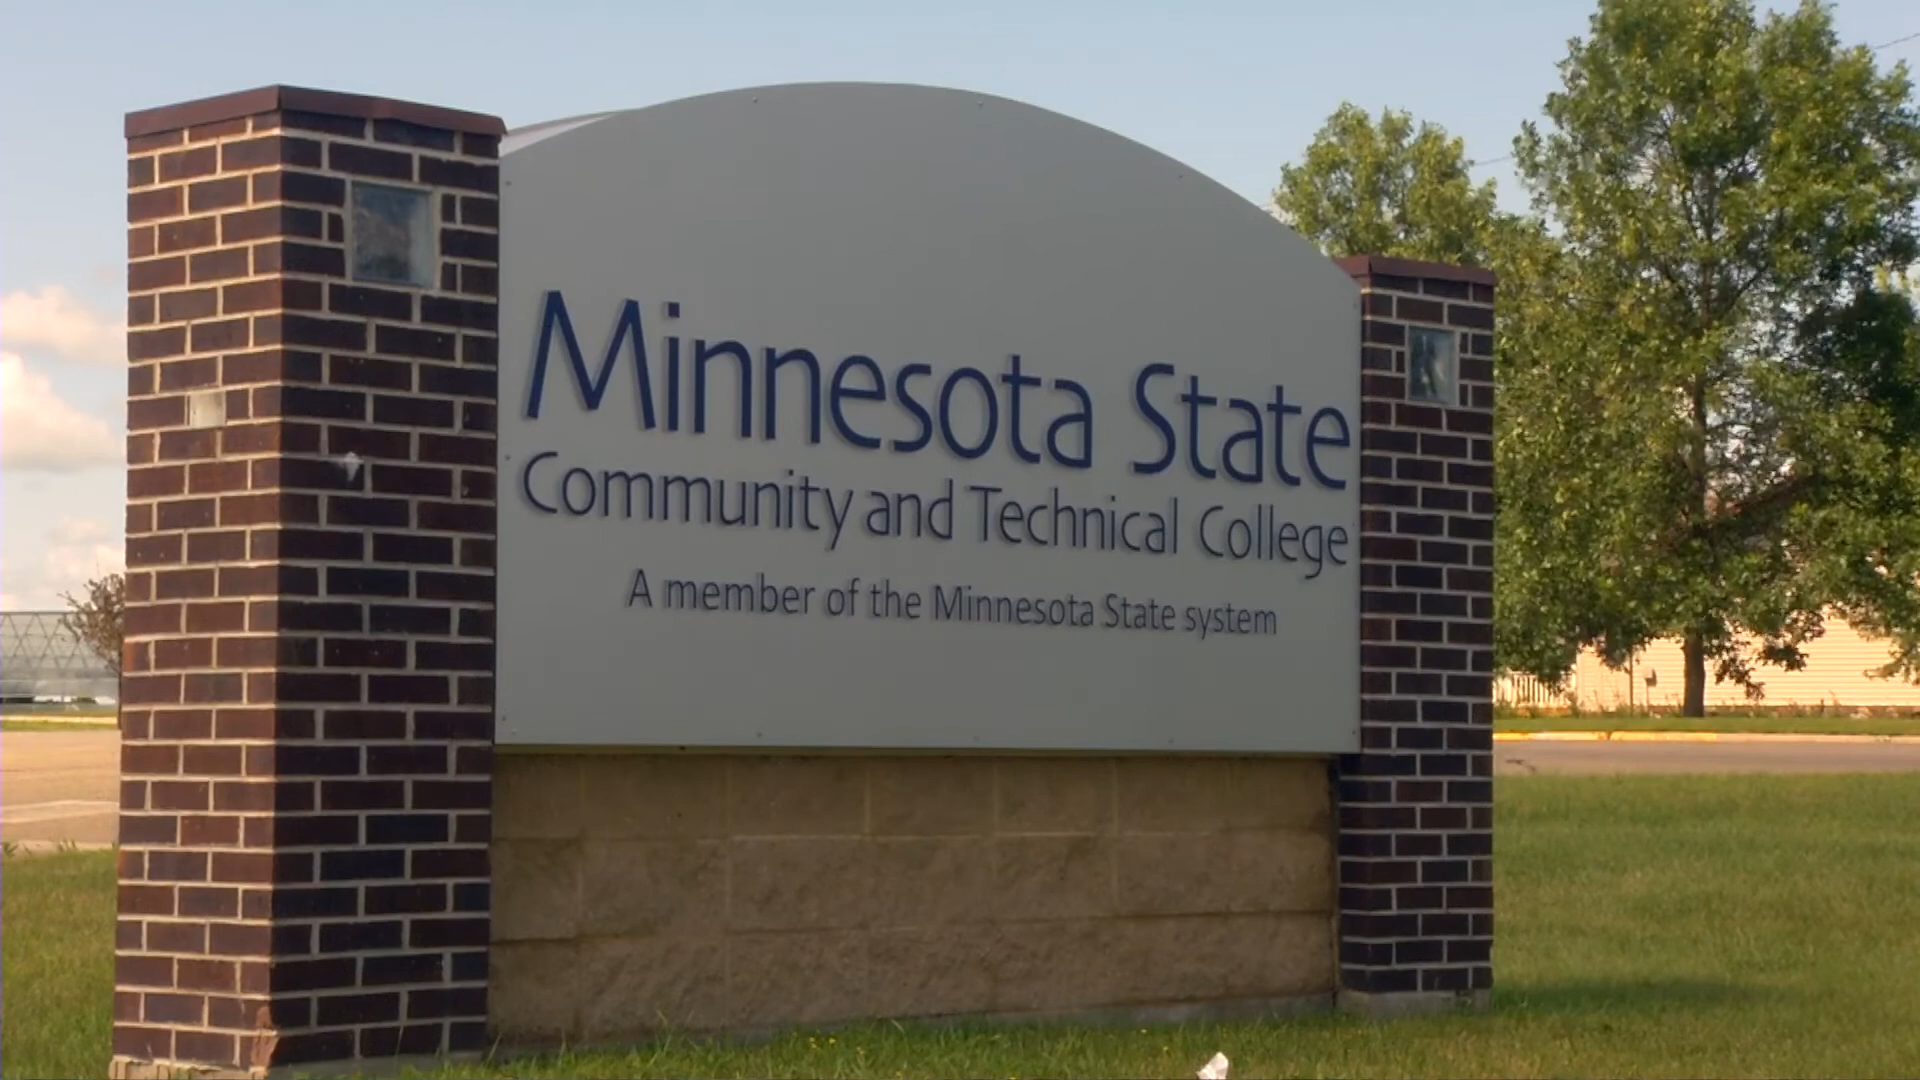 Minnesota State
Community and Technical College
A member of the Minnesota State system